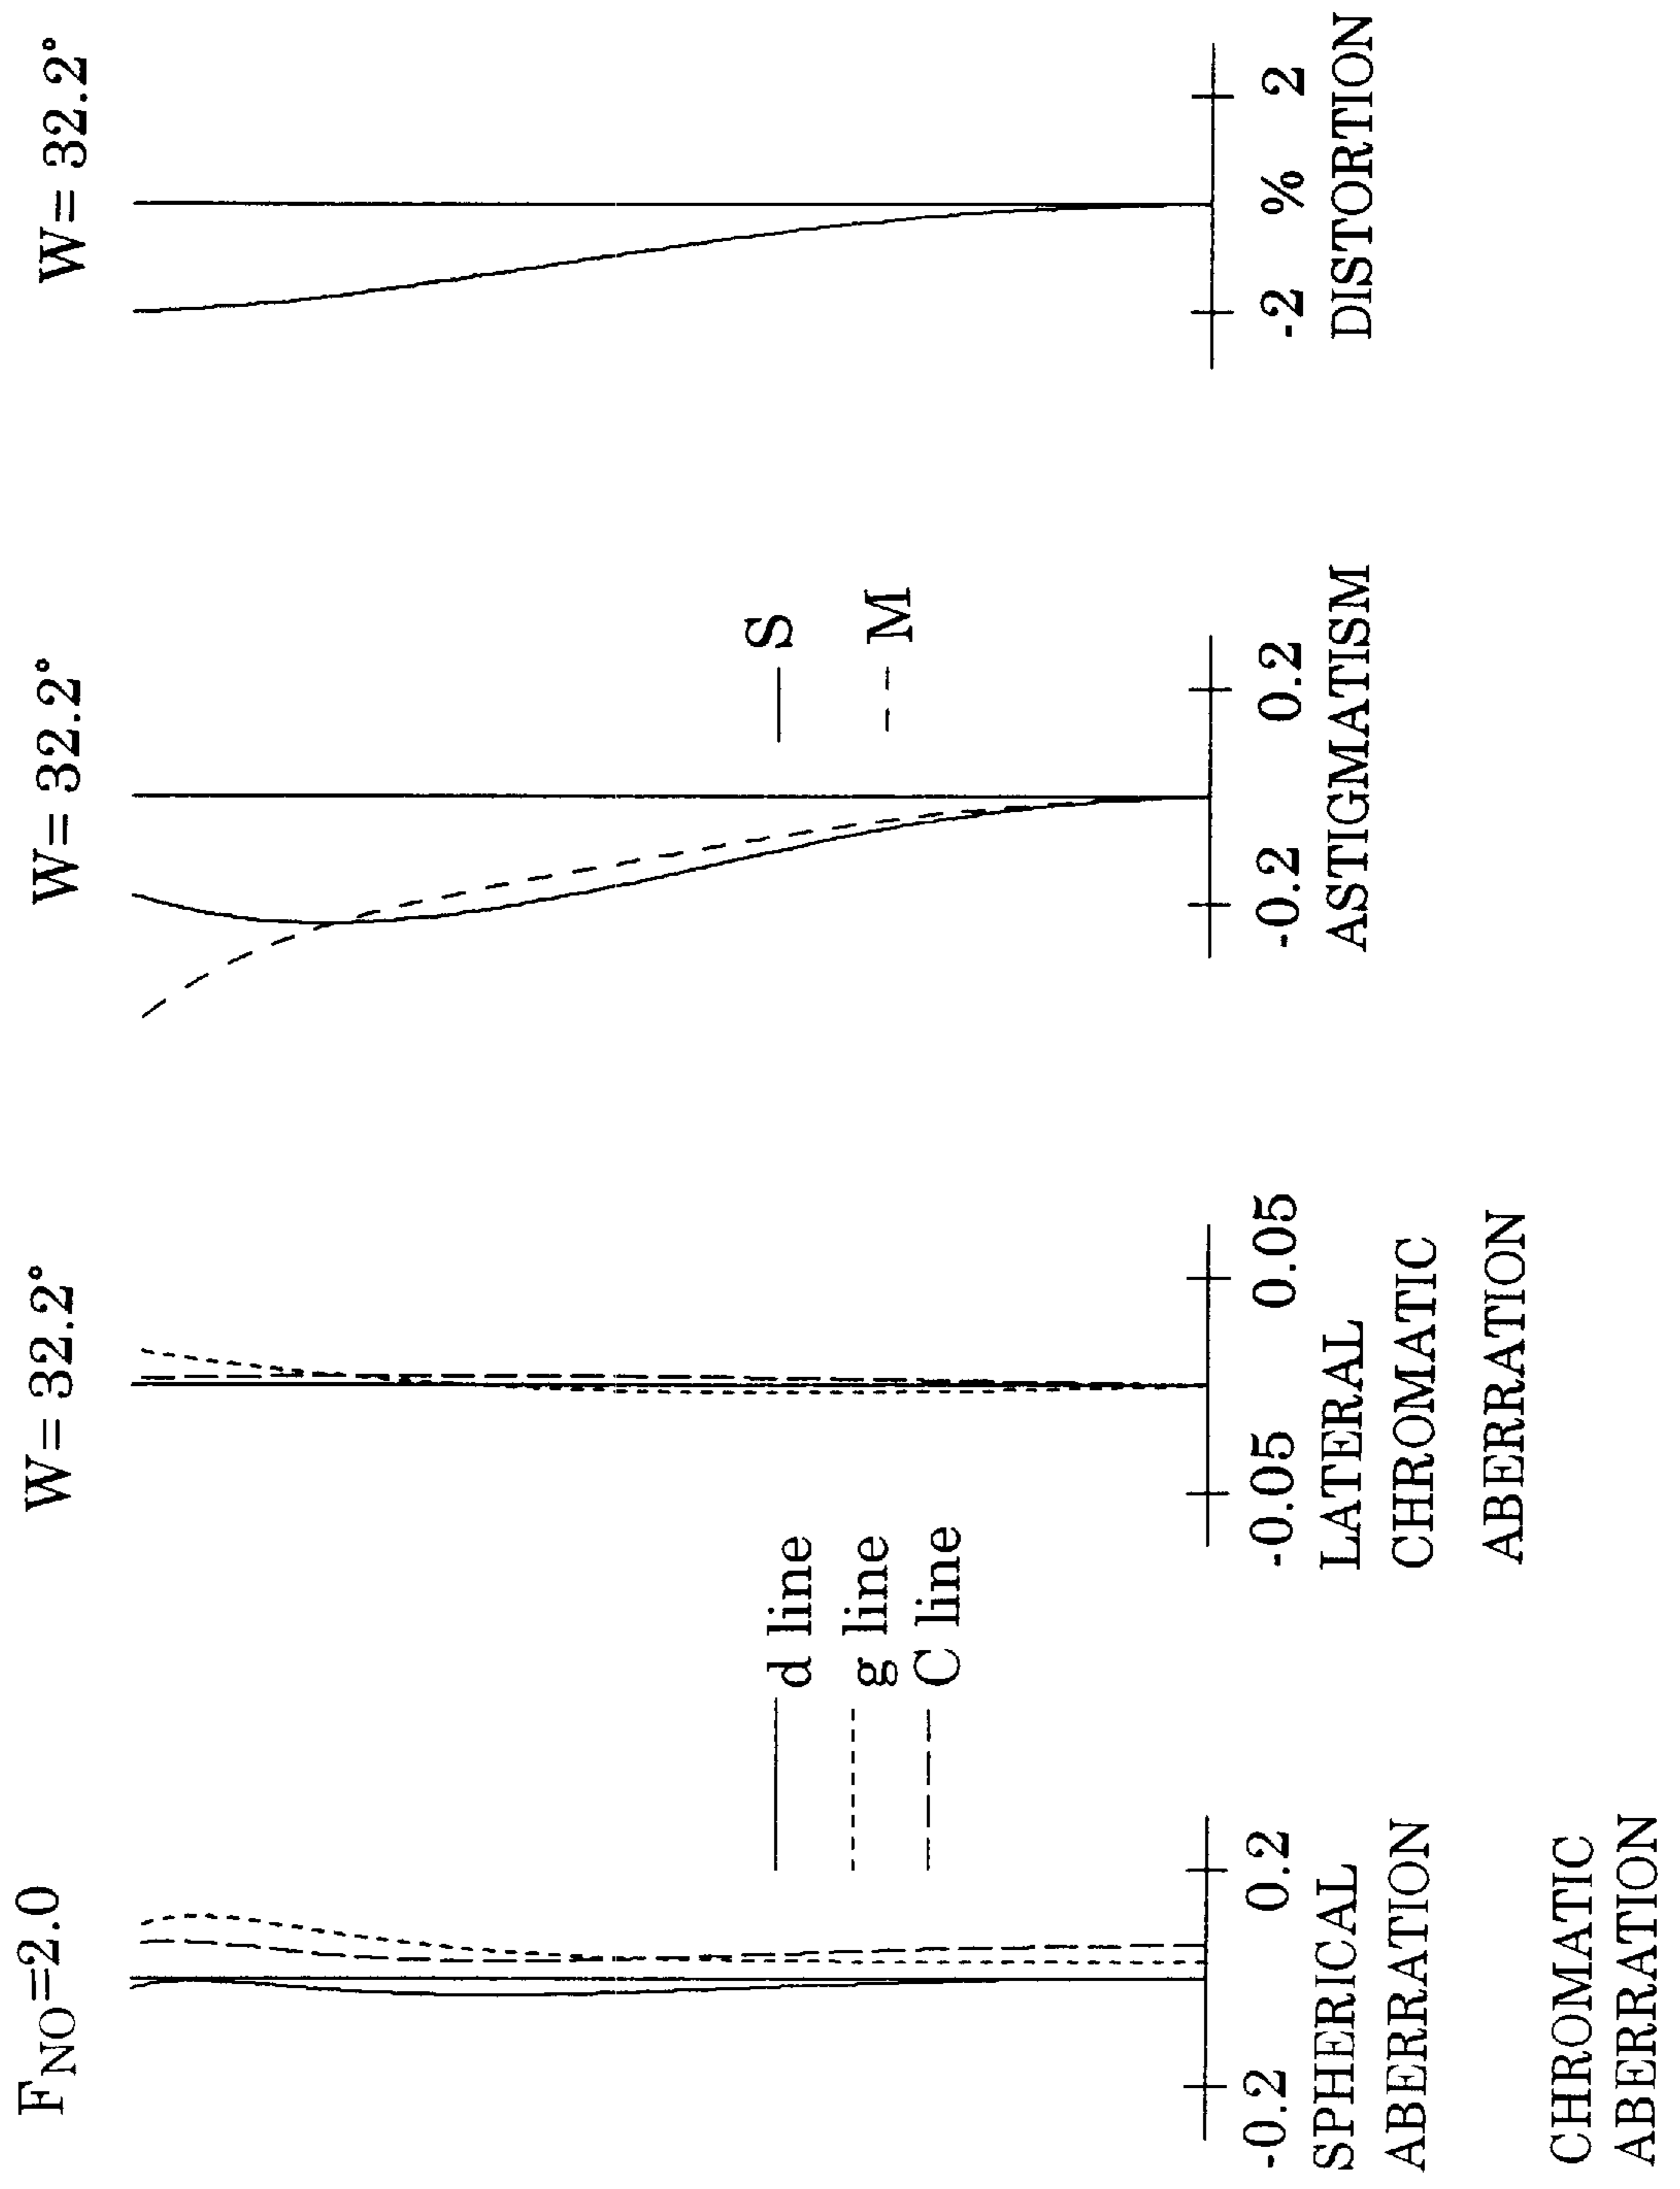 F_NO=2.0
-0.2 0.2
SPHERICAL
ABERRATION
CHROMATIC
ABERRATION
d line
g line
C line
W= 32.2°
-0.05 0.05
LATERAL
CHROMATIC
ABERRATION
W= 32.2°
S
M
-0.2 0.2
ASTIGMATISM
W= 32.2°
-2 % 2
DISTORTION